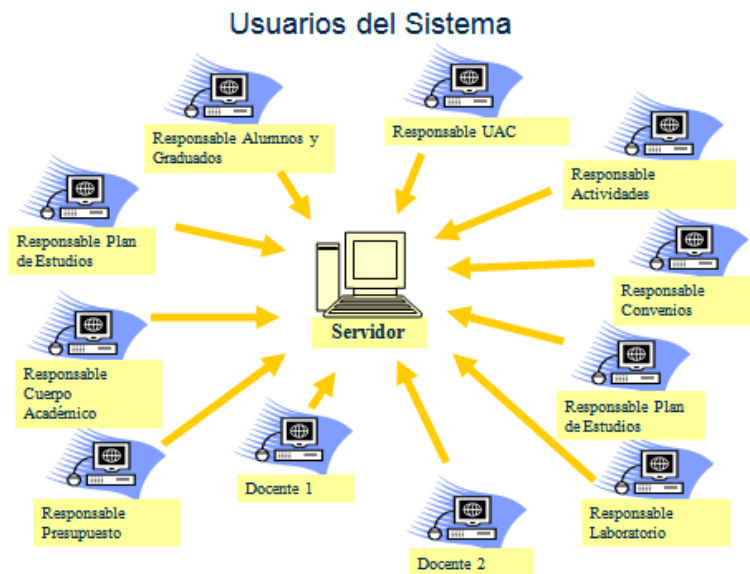 Usuarios del Sistema
Responsable Alumnos y
Graduados
Responsable UAC
Responsable
Actividades
Responsable Plan
de Estudios
Responsable
Convenios
Servidor
Responsable
Cuerpo
Académico
Responsable Plan
de Estudios
Docente 1
Responsable
Presupuesto
Responsable
Laboratorio
Docente 2